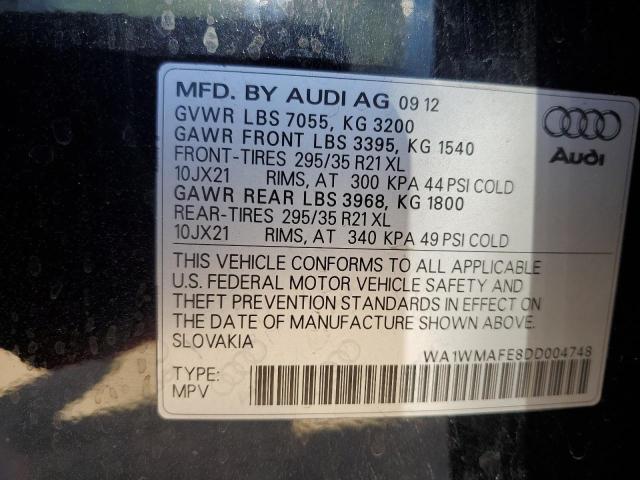 MFD. BY AUDI AG 09 12
GVWR LBS 7055, KG 3200
GAWR FRONT LBS 3395, KG 1540
FRONT-TIRES 295/35 R21 XL
10JX21 RIMS, AT 300 KPA 44 PSI COLD
GAWR REAR LBS 3968, KG 1800
REAR-TIRES 295/35 R21 XL
10JX21 RIMS, AT 340 KPA 49 PSI COLD
Audi
THIS VEHICLE CONFORMS TO ALL APPLICABLE
U.S. FEDERAL MOTOR VEHICLE SAFETY AND
THEFT PREVENTION STANDARDS IN EFFECT ON
THE DATE OF MANUFACTURE SHOWN ABOVE.
SLOVAKIA
WA1WMAFE8DD004748
TYPE:
MPV